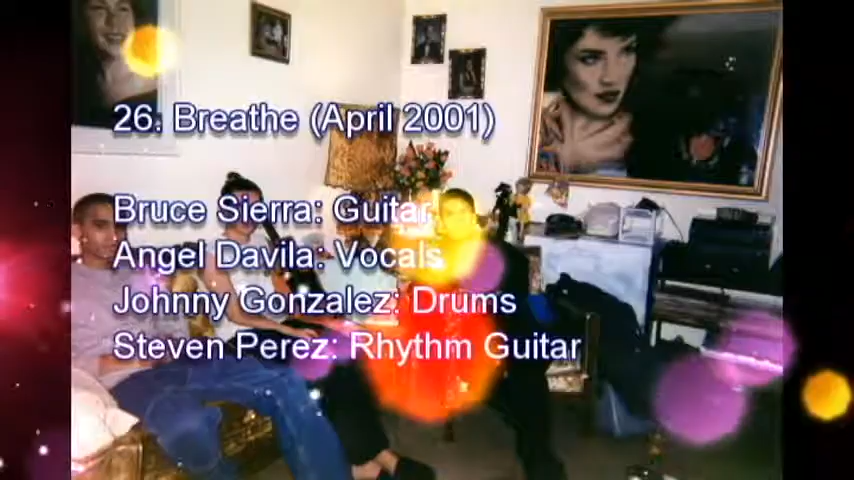 26. Breathe (April 2001)
Bruce Sierra: Guitar
Angel Davila: Vocals
Johnny Gonzalez: Drums
Steven Perez: Rhythm Guitar